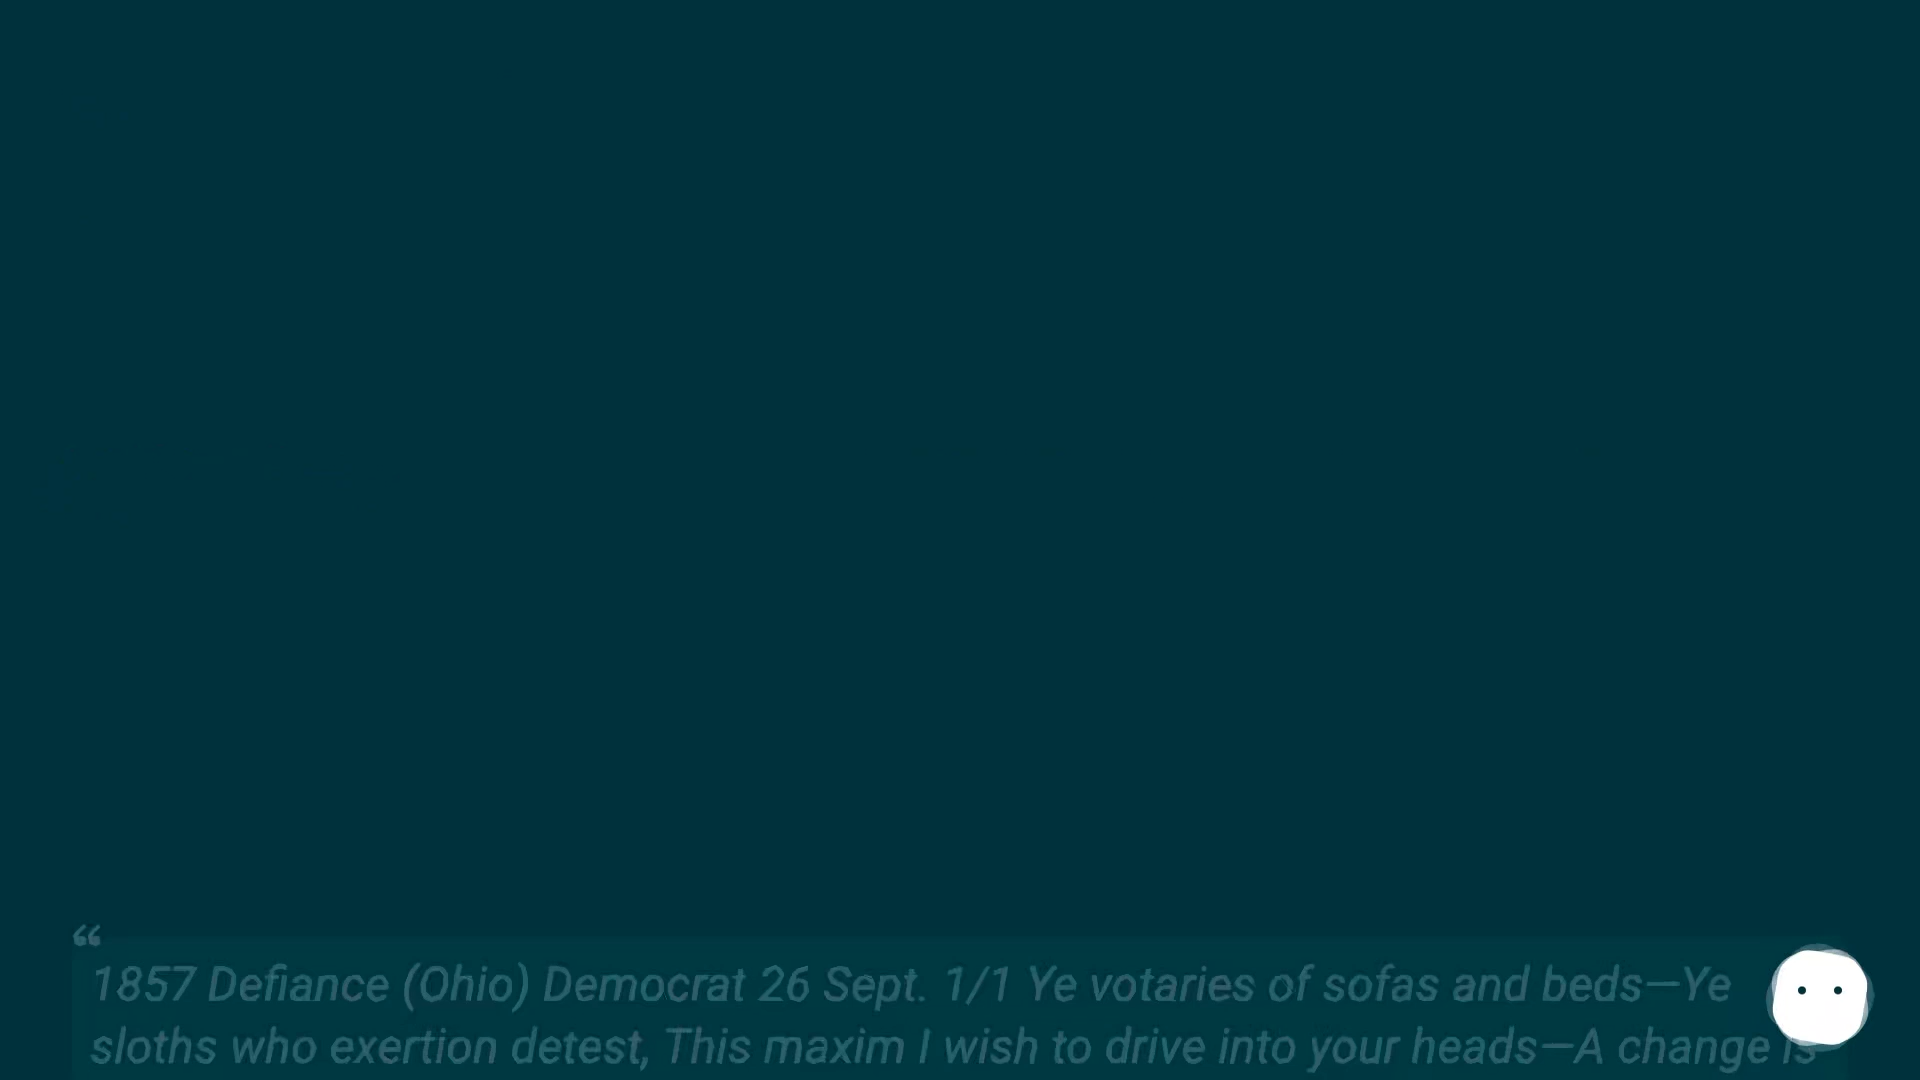 “
1857 Defiance (Ohio) Democrat 26 Sept. 1/1 Ye votaries of sofas and beds—Ye
sloths who exertion detest, This maxim I wish to drive into your heads—A change is